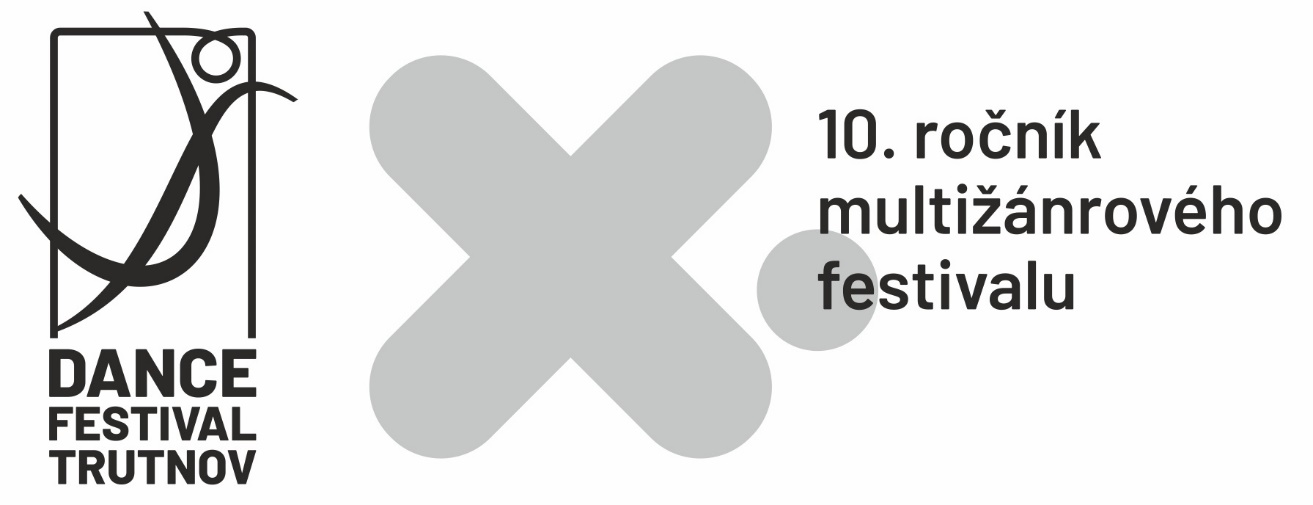 DANCE
FESTIVAL
TRUTNOV
X.
10. ročník
multižánrového
festivalu